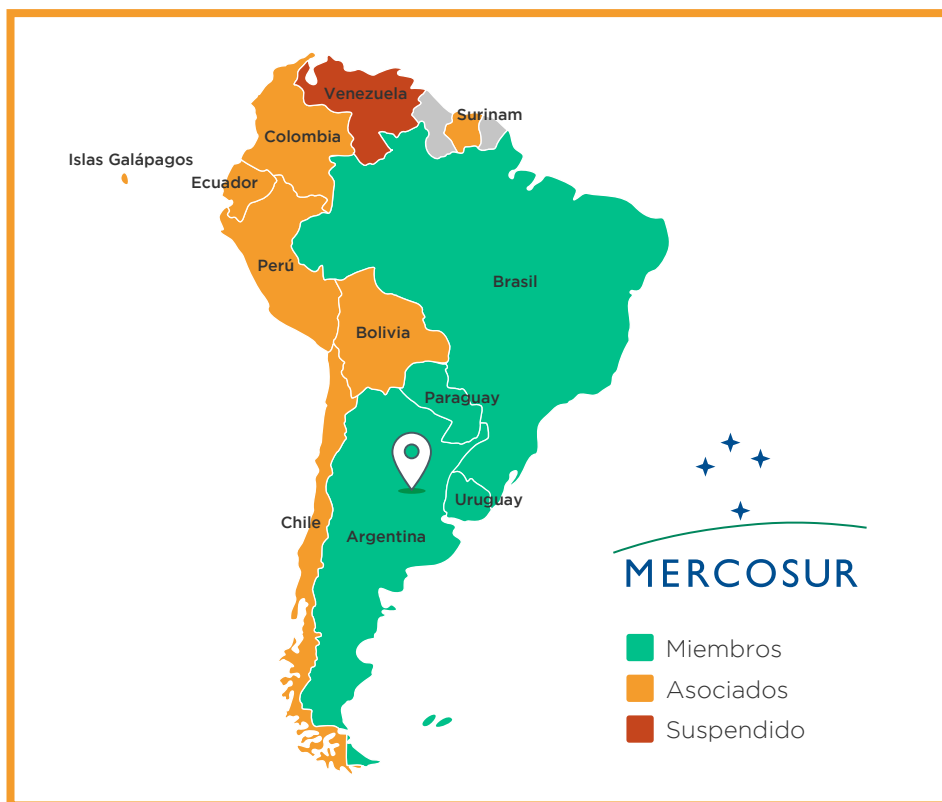 Venezuela
Surinam
Colombia
Islas Galápagos
Ecuador
Perú
Brasil
Bolivia
Paraguay
Uruguay
Chile
Argentina
MERCOSUR
Miembros
Asociados
Suspendido